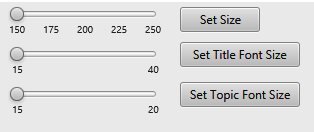 150 175 200 225 250 Set Size
15 40 Set Title Font Size
15 20 Set Topic Font Size